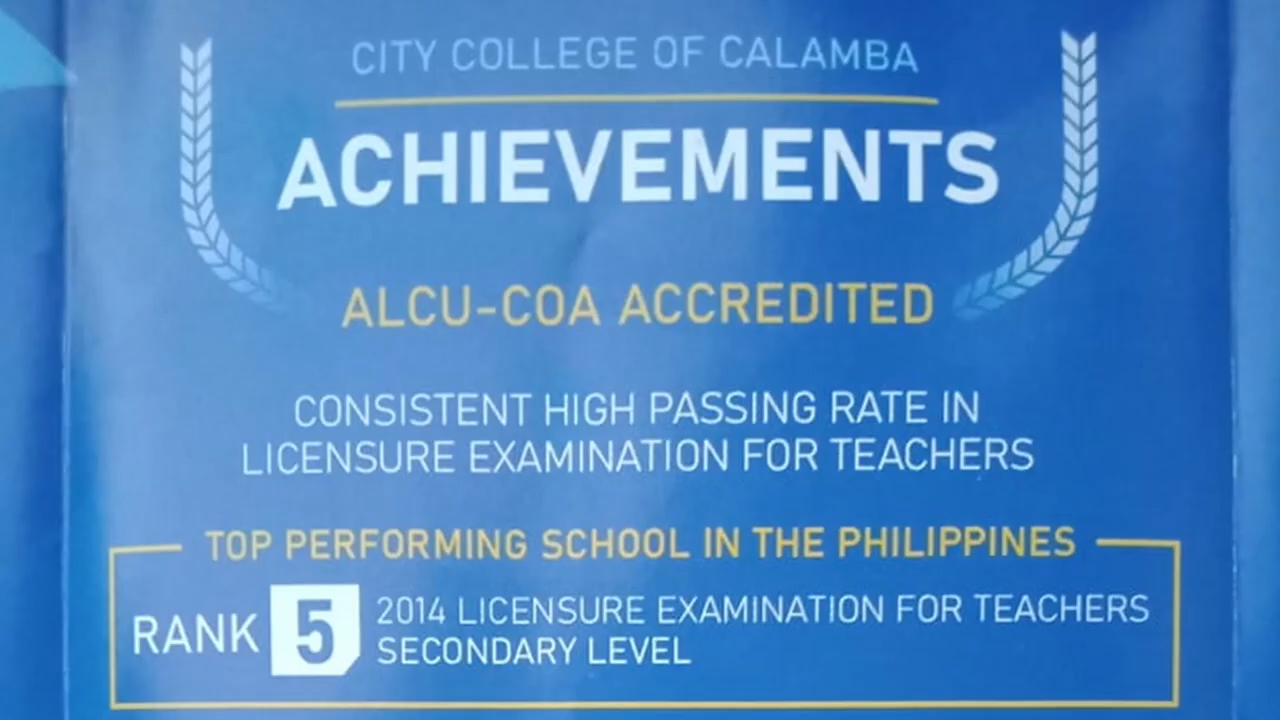 CITY COLLEGE OF CALAMBA
ACHIEVEMENTS
ALCU-COA ACCREDITED
CONSISTENT HIGH PASSING RATE IN
LICENSURE EXAMINATION FOR TEACHERS
TOP PERFORMING SCHOOL IN THE PHILIPPINES
RANK 5 2014 LICENSURE EXAMINATION FOR TEACHERS
SECONDARY LEVEL